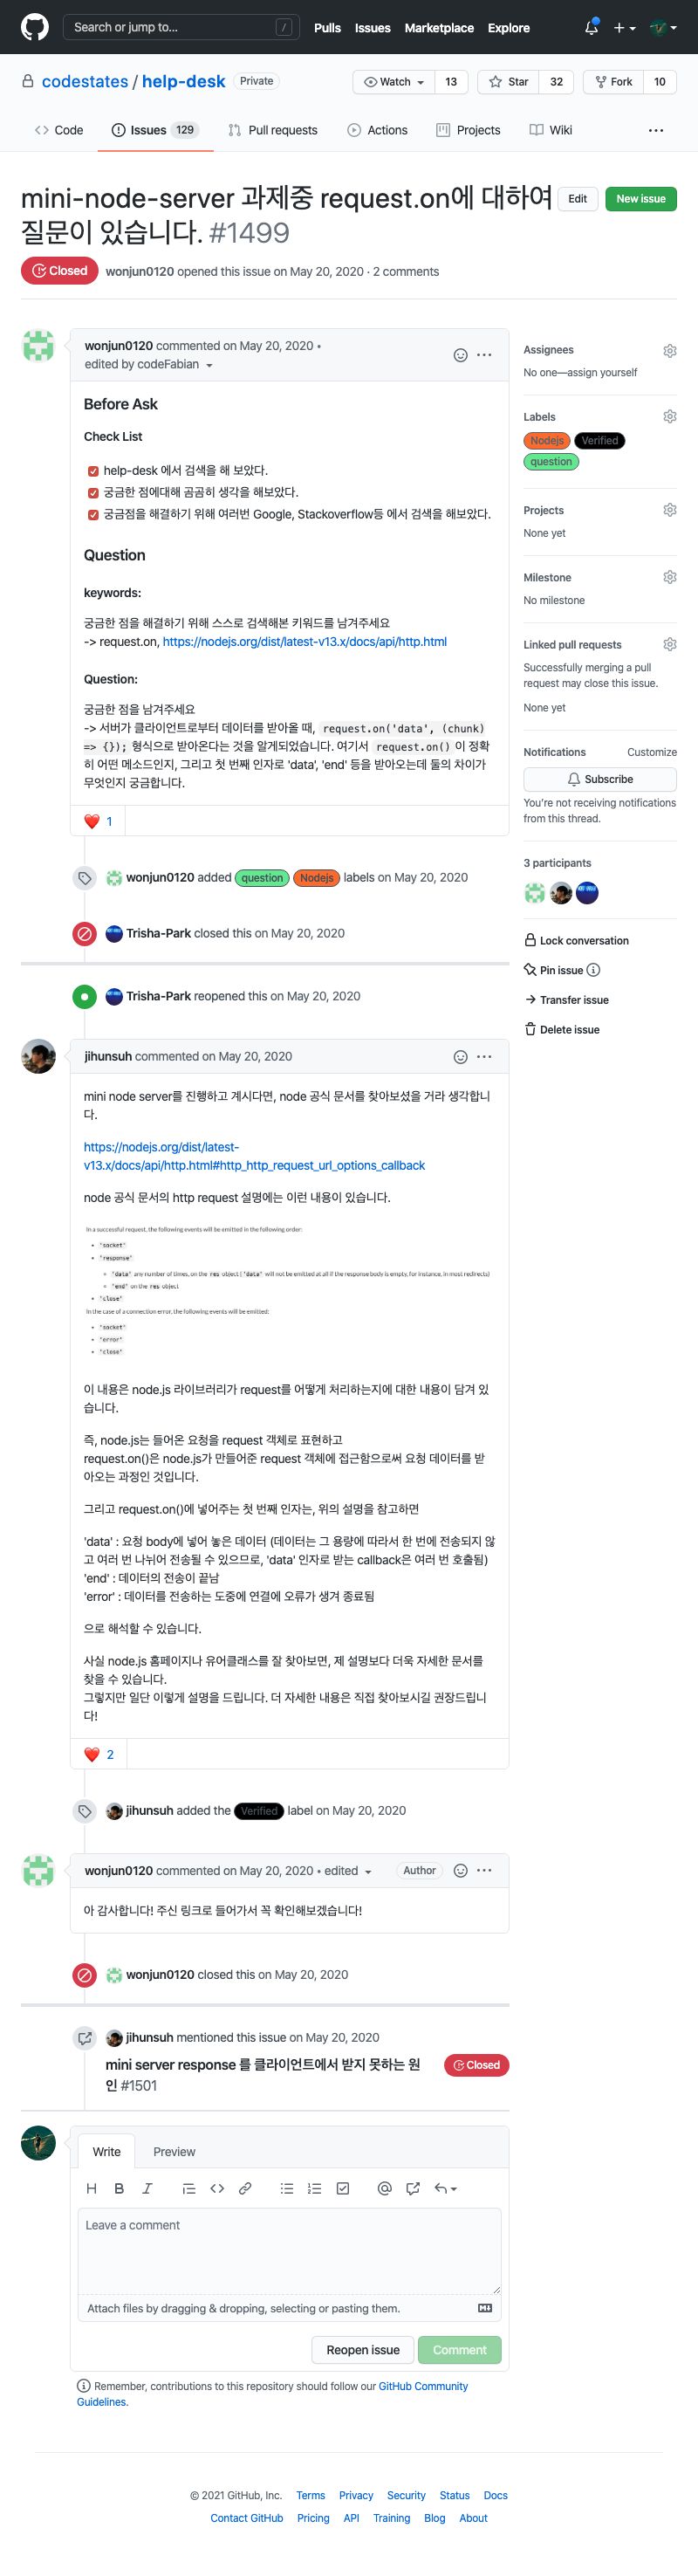 Search or jump to...
/
Pulls Issues Marketplace Explore
codestates / help-desk Private
Watch 13 Star 32 Fork 10
Code Issues 129 Pull requests Actions Projects Wiki
mini-node-server 과제중 request.on에 대하여
질문이 있습니다. #1499
Edit New issue
Closed wonjun0120 opened this issue on May 20, 2020 · 2 comments
wonjun0120 commented on May 20, 2020 •
edited by codeFabian
Before Ask
Check List
help-desk 에서 검색을 해 보았다.
궁금한 점에대해 곰곰히 생각을 해보았다.
궁금점을 해결하기 위해 여러번 Google, Stackoverflow등 에서 검색을 해보았다.
Question
keywords:
궁금한 점을 해결하기 위해 스스로 검색해본 키워드를 남겨주세요
-> request.on, https://nodejs.org/dist/latest-v13.x/docs/api/http.html
Question:
궁금한 점을 남겨주세요
-> 서버가 클라이언트로부터 데이터를 받아올 때, request.on('data', (chunk)
=> {}); 형식으로 받아온다는 것을 알게되었습니다. 여기서 request.on() 이 정확
히 어떤 메소드인지, 그리고 첫 번째 인자로 'data', 'end' 등을 받아오는데 둘의 차이가
무엇인지 궁금합니다.
1
Assignees
No one—assign yourself
Labels
Nodejs Verified
question
Projects
None yet
Milestone
No milestone
Linked pull requests
Successfully merging a pull
request may close this issue.
None yet
Notifications Customize
Subscribe
You're not receiving notifications
from this thread.
3 participants
Lock conversation
Pin issue
Transfer issue
Delete issue
wonjun0120 added question Nodejs labels on May 20, 2020
Trisha-Park closed this on May 20, 2020
Trisha-Park reopened this on May 20, 2020
jihunsuh commented on May 20, 2020
mini node server를 진행하고 계시다면, node 공식 문서를 찾아보셨을 거라 생각합니
다.
https://nodejs.org/dist/latest-
v13.x/docs/api/http.html#http_http_request_url_options_callback
node 공식 문서의 http request 설명에는 이런 내용이 있습니다.
In a successful request, the following events will be emitted in the following order:
'socket'
'response'
'data' any number of times, on the res object ( 'data' will not be emitted at all if the response body is empty, for instance, in most redirects)
'end' on the res object
'close'
In the case of a connection error, the following events will be emitted:
'socket'
'error'
'close'
이 내용은 node.js 라이브러리가 request를 어떻게 처리하는지에 대한 내용이 담겨 있
습니다.
즉, node.js는 들어온 요청을 request 객체로 표현하고
request.on()은 node.js가 만들어준 request 객체에 접근함으로써 요청 데이터를 받
아오는 과정인 것입니다.
그리고 request.on()에 넣어주는 첫 번째 인자는, 위의 설명을 참고하면
'data' : 요청 body에 넣어 놓은 데이터 (데이터는 그 용량에 따라서 한 번에 전송되지 않
고 여러 번 나뉘어 전송될 수 있으므로, 'data' 인자로 받는 callback은 여러 번 호출됨)
'end' : 데이터의 전송이 끝남
'error' : 데이터를 전송하는 도중에 연결에 오류가 생겨 종료됨
으로 해석할 수 있습니다.
사실 node.js 홈페이지나 유어클래스를 잘 찾아보면, 제 설명보다 더욱 자세한 문서를
찾을 수 있습니다.
그렇지만 일단 이렇게 설명을 드립니다. 더 자세한 내용은 직접 찾아보시길 권장드립니
다!
2
jihunsuh added the Verified label on May 20, 2020
wonjun0120 commented on May 20, 2020 • edited Author
아 감사합니다! 주신 링크로 들어가서 꼭 확인해보겠습니다!
wonjun0120 closed this on May 20, 2020
jihunsuh mentioned this issue on May 20, 2020
mini server response 를 클라이언트에서 받지 못하는 원
인 #1501
Closed
Write Preview
H B I
Leave a comment
Attach files by dragging & dropping, selecting or pasting them.
Reopen issue Comment
Remember, contributions to this repository should follow our GitHub Community
Guidelines.
© 2021 GitHub, Inc. Terms Privacy Security Status Docs
Contact GitHub Pricing API Training Blog About